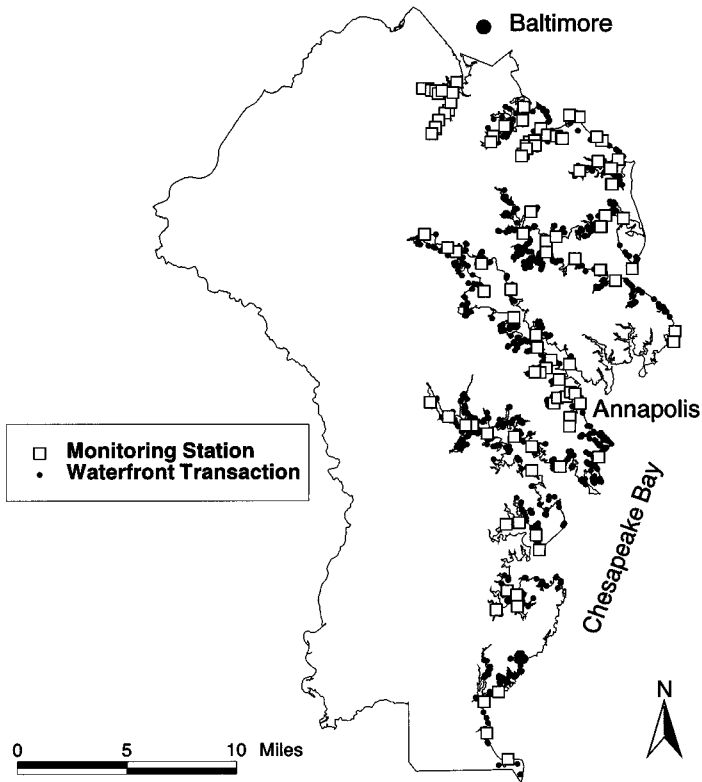 Baltimore
Annapolis
Monitoring Station
Waterfront Transaction
Chesapeake Bay
N
0 5 10 Miles